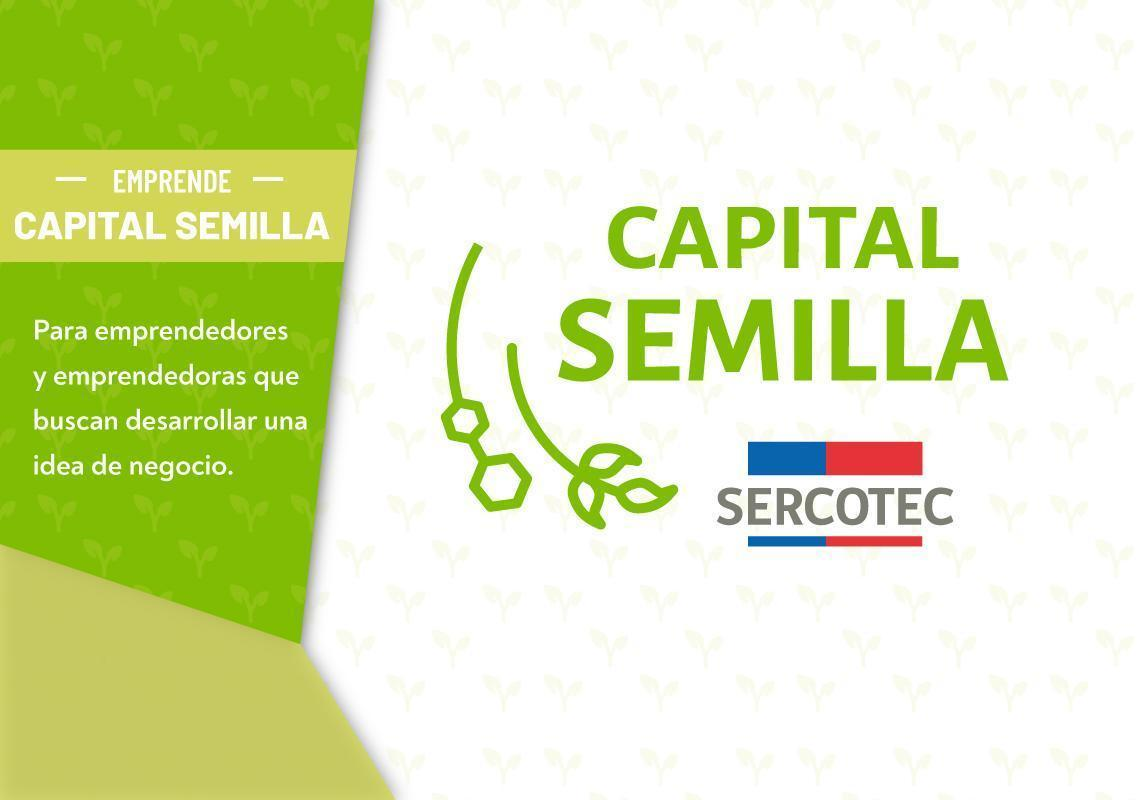 EMPRENDE
CAPITAL SEMILLA
Para emprendedores
y emprendedoras que
buscan desarrollar una
idea de negocio.
CAPITAL
SEMILLA
SERCOTEC